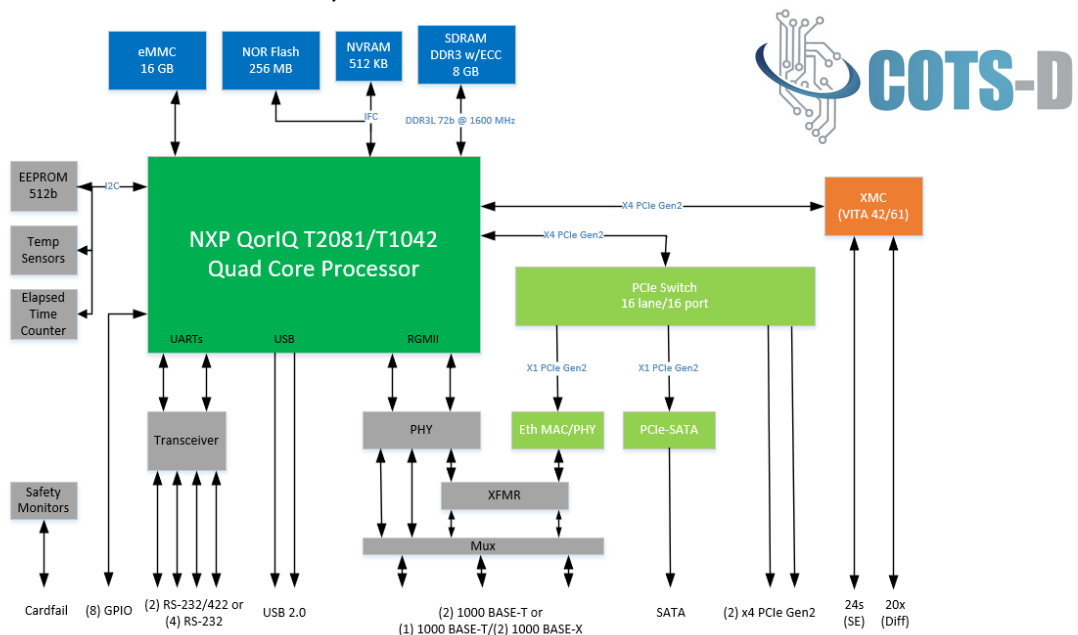 eMMC
16 GB
NOR Flash
256 MB
NVRAM
512 KB
SDRAM
DDR3 w/ECC
8 GB
COTS-D
IFC
DDR3L 72b @ 1600 MHz
EEPROM
512b
I2C
Temp
Sensors
Elapsed
Time
Counter
NXP QorIQ T2081/T1042
Quad Core Processor
UARTs
USB
RGMII
X4 PCIe Gen2
XMC
(VITA 42/61)
X4 PCIe Gen2
PCIe Switch
16 lane/16 port
X1 PCIe Gen2
X1 PCIe Gen2
Transceiver
PHY
Eth MAC/PHY
PCIe-SATA
Safety
Monitors
XFMR
Mux
Cardfail
(8) GPIO
(2) RS-232/422 or
(4) RS-232
USB 2.0
(2) 1000 BASE-T or
(1) 1000 BASE-T/(2) 1000 BASE-X
SATA
(2) x4 PCIe Gen2
24s
(SE)
20x
(Diff)